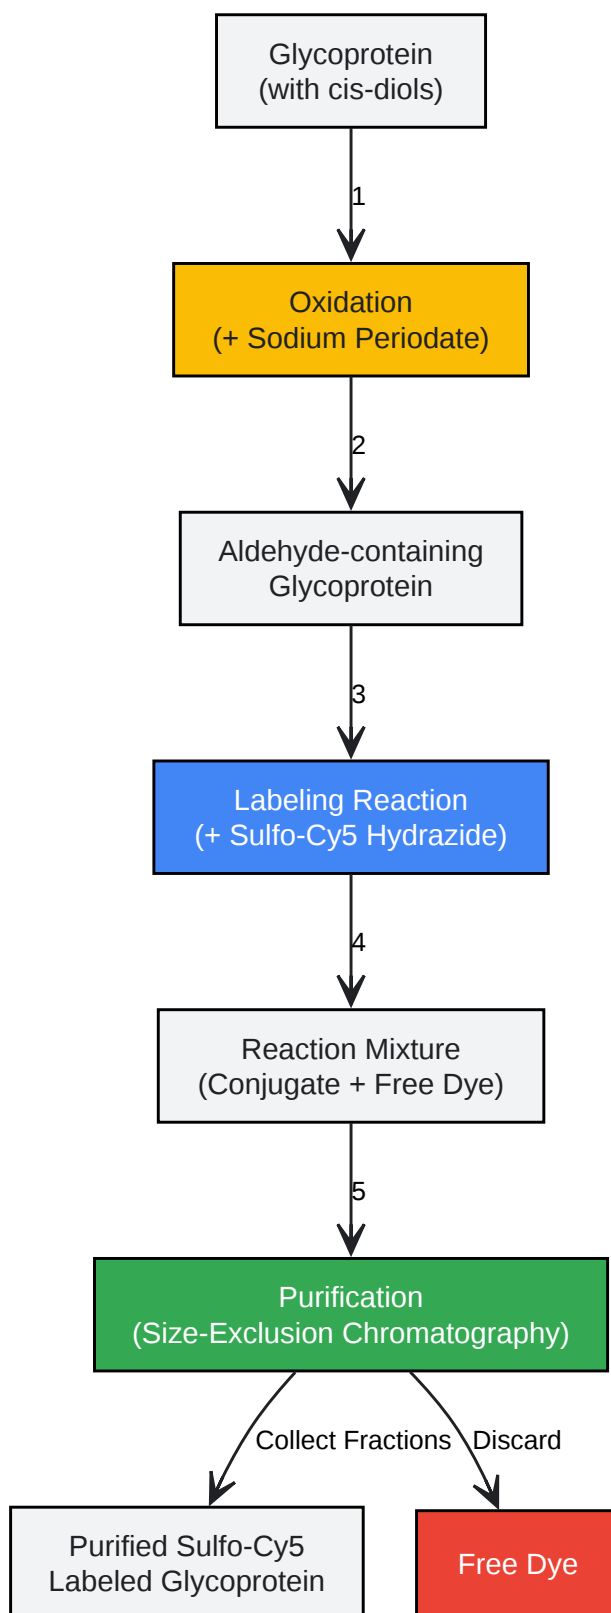 Glycoprotein
(with cis-diols)
1
Oxidation
(+ Sodium Periodate)
2
Aldehyde-containing
Glycoprotein
3
Labeling Reaction
(+ Sulfo-Cy5 Hydrazide)
4
Reaction Mixture
(Conjugate + Free Dye)
5
Purification
(Size-Exclusion Chromatography)
Collect Fractions
Discard
Purified Sulfo-Cy5
Labeled Glycoprotein
Free Dye